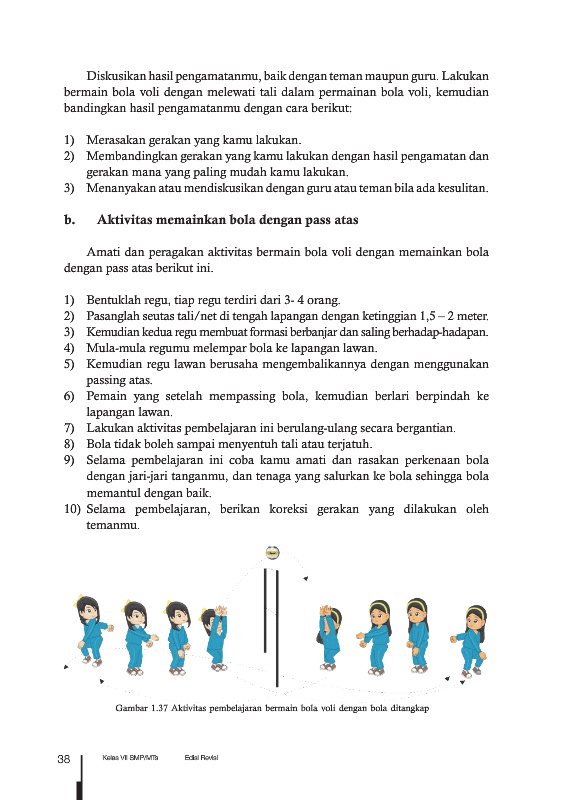 Diskusikan hasil pengamatanmu, baik dengan teman maupun guru. Lakukan
bermain bola voli dengan melewati tali dalam permainan bola voli, kemudian
bandingkan hasil pengamatanmu dengan cara berikut:
1) Merasakan gerakan yang kamu lakukan.
2) Membandingkan gerakan yang kamu lakukan dengan hasil pengamatan dan
gerakan mana yang paling mudah kamu lakukan.
3) Menanyakan atau mendiskusikan dengan guru atau teman bila ada kesulitan.
b. Aktivitas memainkan bola dengan pass atas
Amati dan peragakan aktivitas bermain bola voli dengan memainkan bola
dengan pass atas berikut ini.
1) Bentuklah regu, tiap regu terdiri dari 3- 4 orang.
2) Pasanglah seutas tali/net di tengah lapangan dengan ketinggian 1,5 – 2 meter.
3) Kemudian kedua regu membuat formasi berbanjar dan saling berhadap-hadapan.
4) Mula-mula regumu melempar bola ke lapangan lawan.
5) Kemudian regu lawan berusaha mengembalikannya dengan menggunakan
passing atas.
6) Pemain yang setelah mempassing bola, kemudian berlari berpindah ke
lapangan lawan.
7) Lakukan aktivitas pembelajaran ini berulang-ulang secara bergantian.
8) Bola tidak boleh sampai menyentuh tali atau terjatuh.
9) Selama pembelajaran ini coba kamu amati dan rasakan perkenaan bola
dengan jari-jari tanganmu, dan tenaga yang salurkan ke bola sehingga bola
memantul dengan baik.
10) Selama pembelajaran, berikan koreksi gerakan yang dilakukan oleh
temanmu.
Gambar 1.37 Aktivitas pembelajaran bermain bola voli dengan bola ditangkap
38 Kelas VII SMP/MTs Edisi Revisi